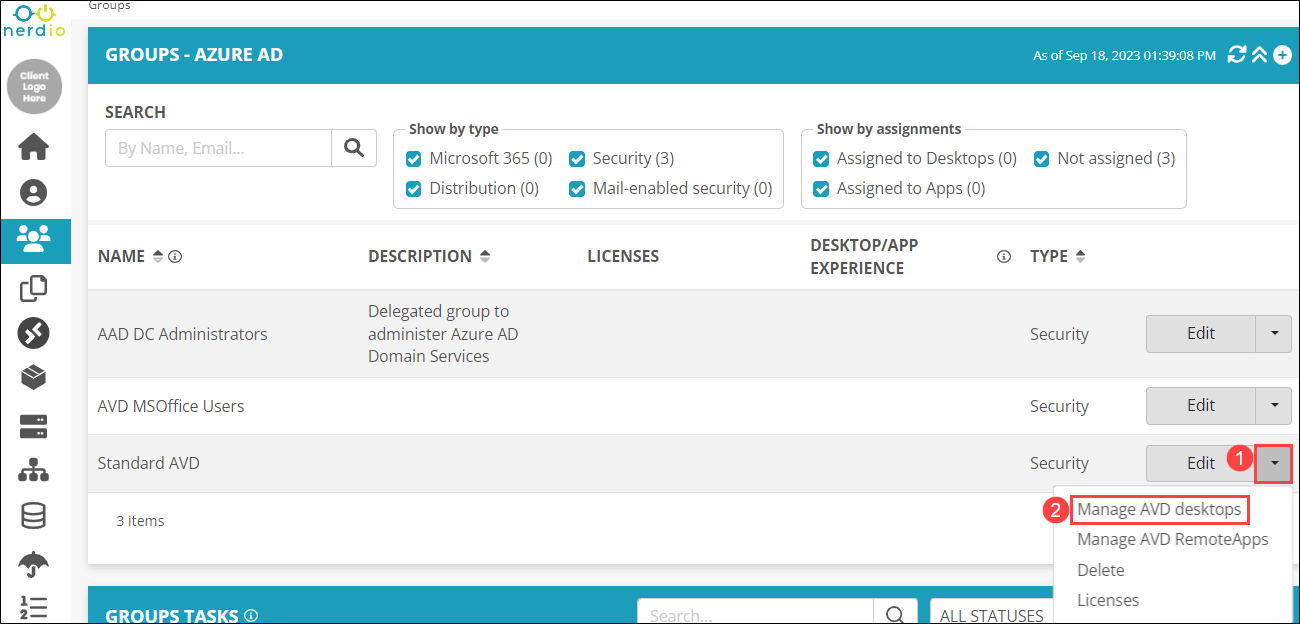 Groups
nerdio
Client
Logo
Here
GROUPS - AZURE AD
As of Sep 18, 2023 01:39:08 PM
SEARCH
By Name, Email...
Show by type
Microsoft 365 (0)
Security (3)
Distribution (0)
Mail-enabled security (0)
Show by assignments
Assigned to Desktops (0)
Not assigned (3)
Assigned to Apps (0)
NAME
DESCRIPTION
LICENSES
DESKTOP/APP
EXPERIENCE
TYPE
AAD DC Administrators
Delegated group to
administer Azure AD
Domain Services
Security
Edit
AVD MSOffice Users
Security
Edit
Standard AVD
Security
Edit
1
2
Manage AVD desktops
Manage AVD RemoteApps
Delete
Licenses
3 items
GROUPS TASKS
Search...
ALL STATUSES
1
2